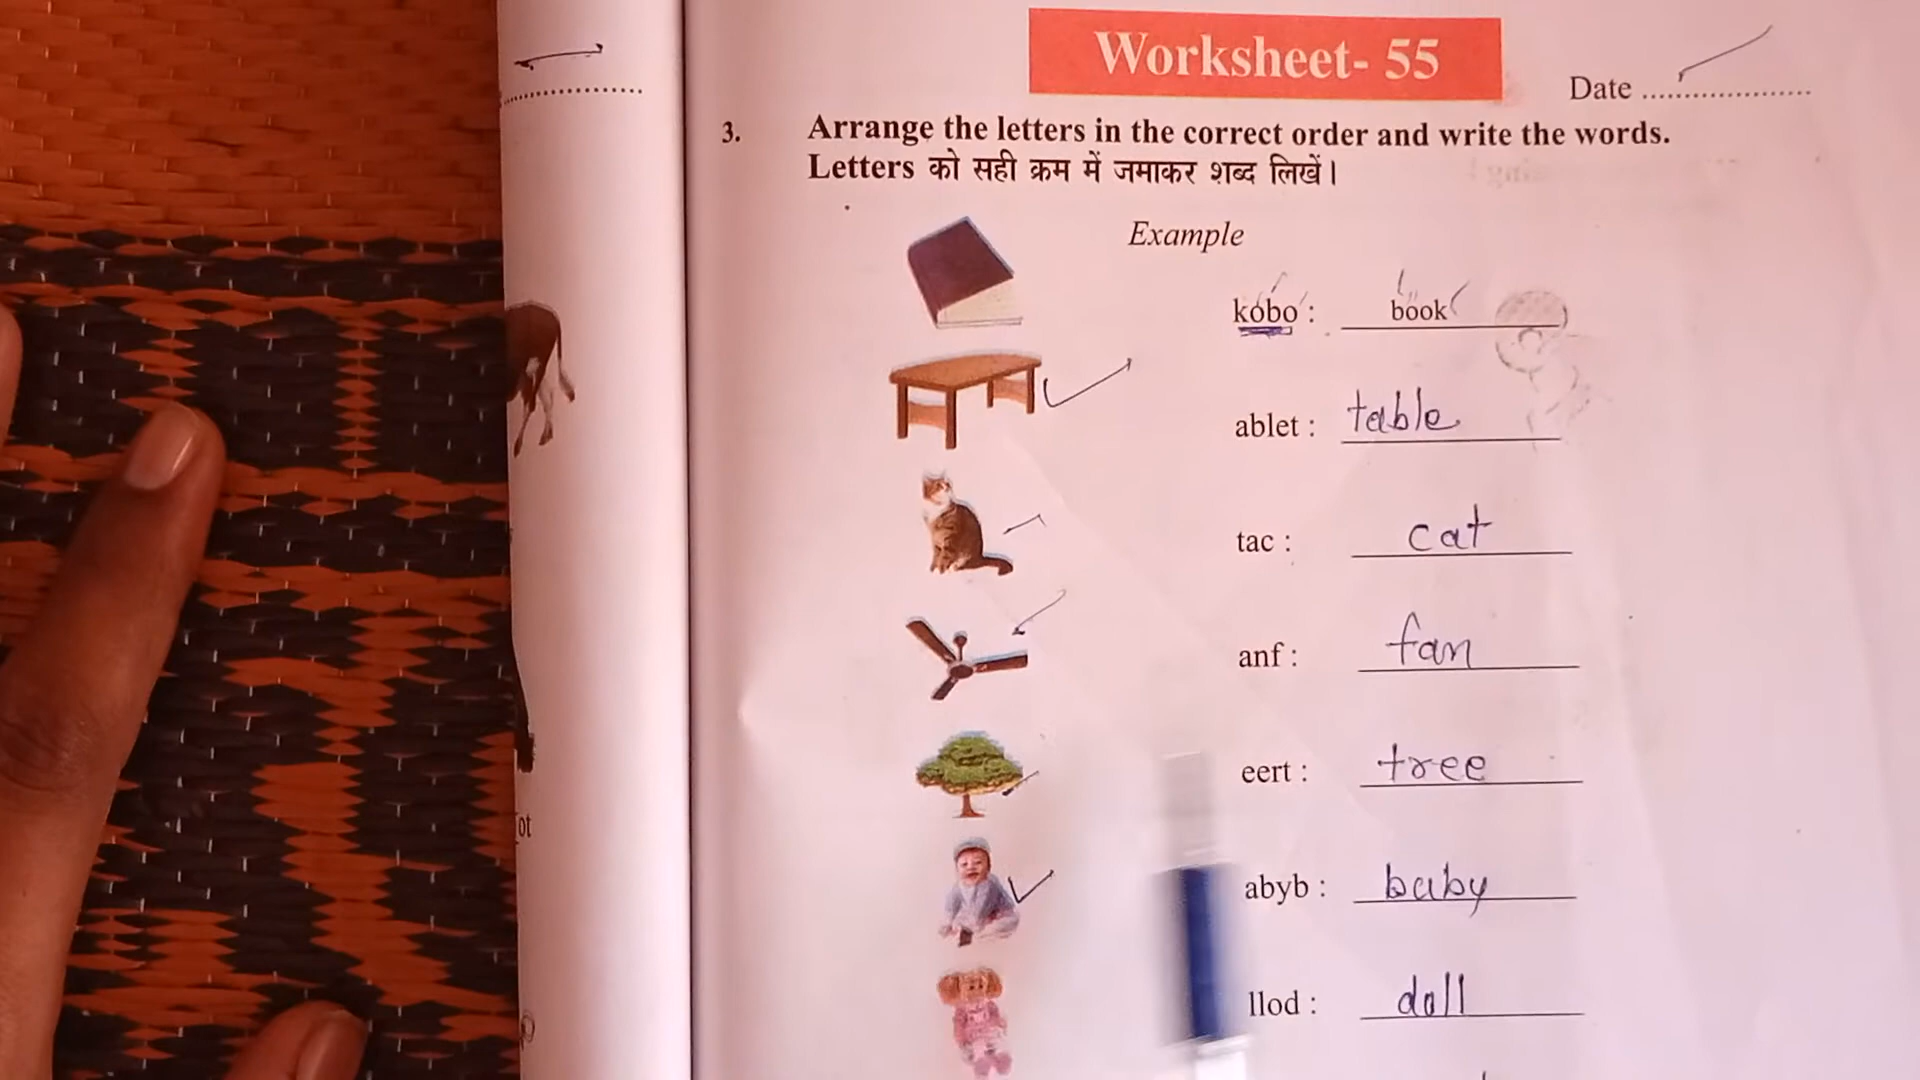 Worksheet- 55
Date ....................
3. Arrange the letters in the correct order and write the words.
Letters को सही क्रम में जमाकर शब्द लिखें।
Example
kobo : book
ablet : table
tac : cat
anf : fan
eert : tree
abyb : baby
llod : doll
ot